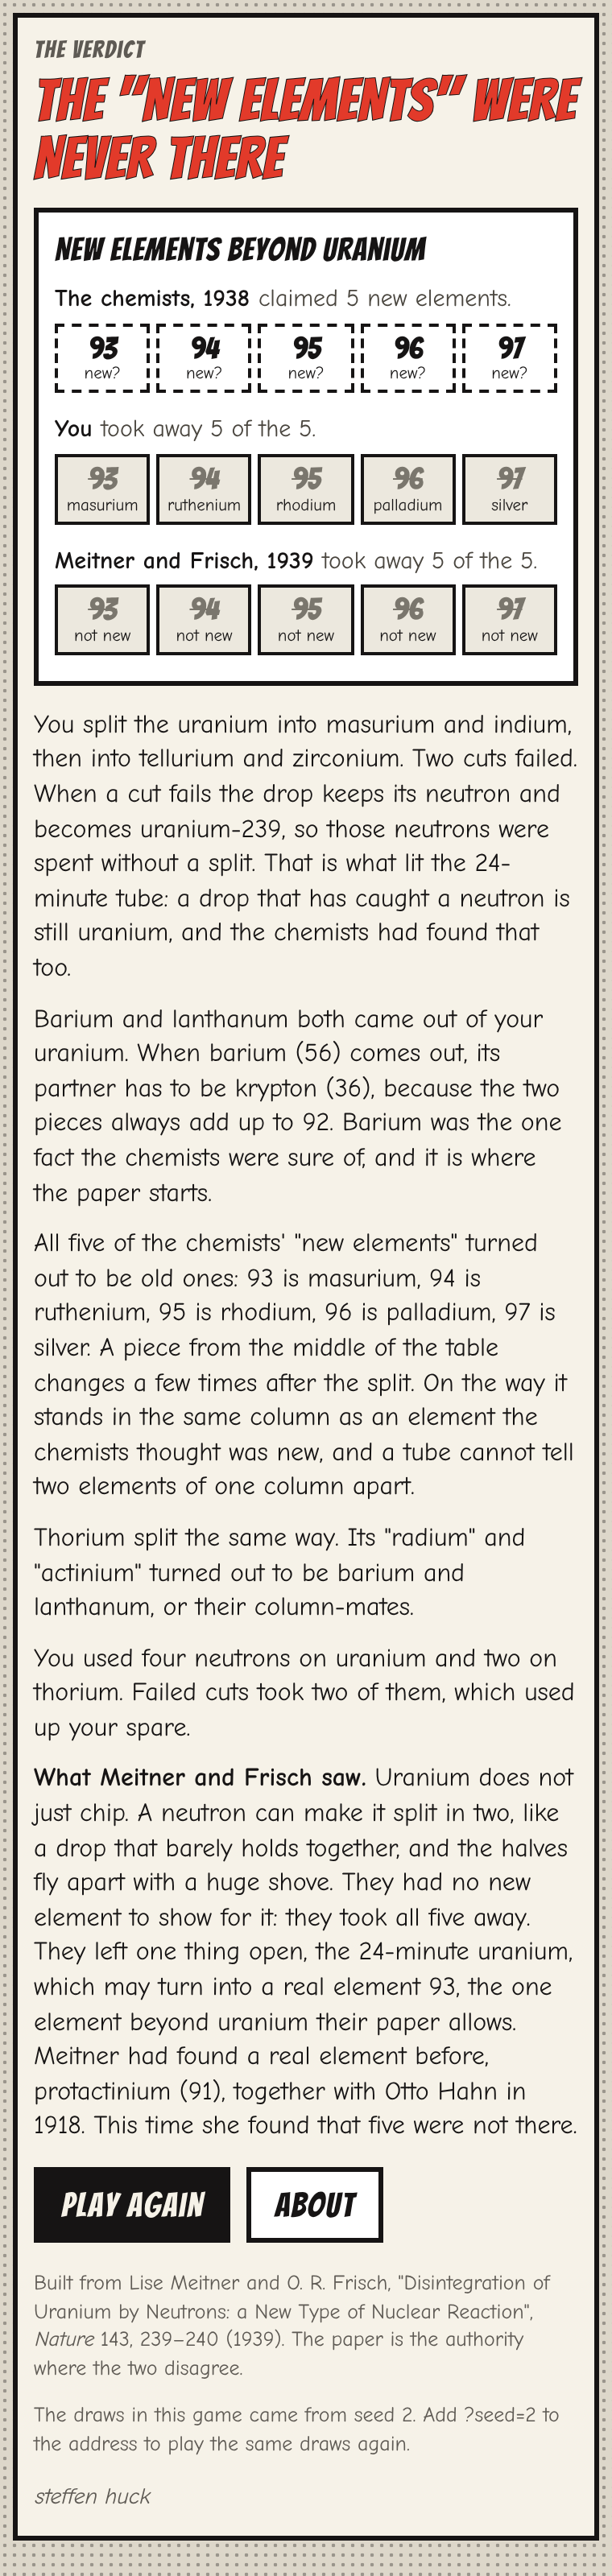 THE VERDICT
THE "NEW ELEMENTS" WERE
NEVER THERE
NEW ELEMENTS BEYOND URANIUM
The chemists, 1938 claimed 5 new elements.
93 94 95 96 97
new? new? new? new? new?
You took away 5 of the 5.
93 94 95 96 97
masurium ruthenium rhodium palladium silver
Meitner and Frisch, 1939 took away 5 of the 5.
93 94 95 96 97
not new not new not new not new not new
You split the uranium into masurium and indium,
then into tellurium and zirconium. Two cuts failed.
When a cut fails the drop keeps its neutron and
becomes uranium-239, so those neutrons were
spent without a split. That is what lit the 24-
minute tube: a drop that has caught a neutron is
still uranium, and the chemists had found that
too.
Barium and lanthanum both came out of your
uranium. When barium (56) comes out, its
partner has to be krypton (36), because the two
pieces always add up to 92. Barium was the one
fact the chemists were sure of, and it is where
the paper starts.
All five of the chemists' "new elements" turned
out to be old ones: 93 is masurium, 94 is
ruthenium, 95 is rhodium, 96 is palladium, 97 is
silver. A piece from the middle of the table
changes a few times after the split. On the way it
stands in the same column as an element the
chemists thought was new, and a tube cannot tell
two elements of one column apart.
Thorium split the same way. Its "radium" and
"actinium" turned out to be barium and
lanthanum, or their column-mates.
You used four neutrons on uranium and two on
thorium. Failed cuts took two of them, which used
up your spare.
What Meitner and Frisch saw. Uranium does not
just chip. A neutron can make it split in two, like
a drop that barely holds together, and the halves
fly apart with a huge shove. They had no new
element to show for it: they took all five away.
They left one thing open, the 24-minute uranium,
which may turn into a real element 93, the one
element beyond uranium their paper allows.
Meitner had found a real element before,
protactinium (91), together with Otto Hahn in
1918. This time she found that five were not there.
PLAY AGAIN ABOUT
Built from Lise Meitner and O. R. Frisch, "Disintegration of
Uranium by Neutrons: a New Type of Nuclear Reaction",
Nature 143, 239–240 (1939). The paper is the authority
where the two disagree.
The draws in this game came from seed 2. Add ?seed=2 to
the address to play the same draws again.
steffen huck